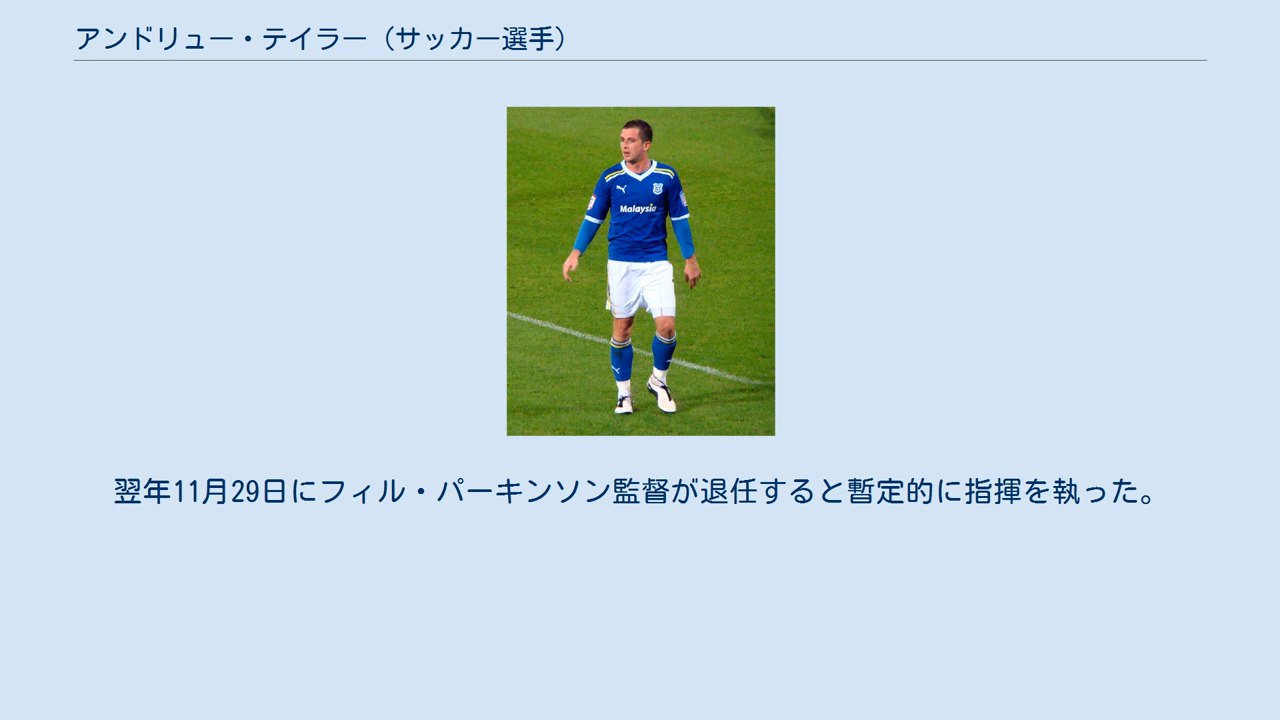 アンドリュー・テイラー（サッカー選手）
Malaysia
翌年11月29日にフィル・パーキンソン監督が退任すると暫定的に指揮を執った。